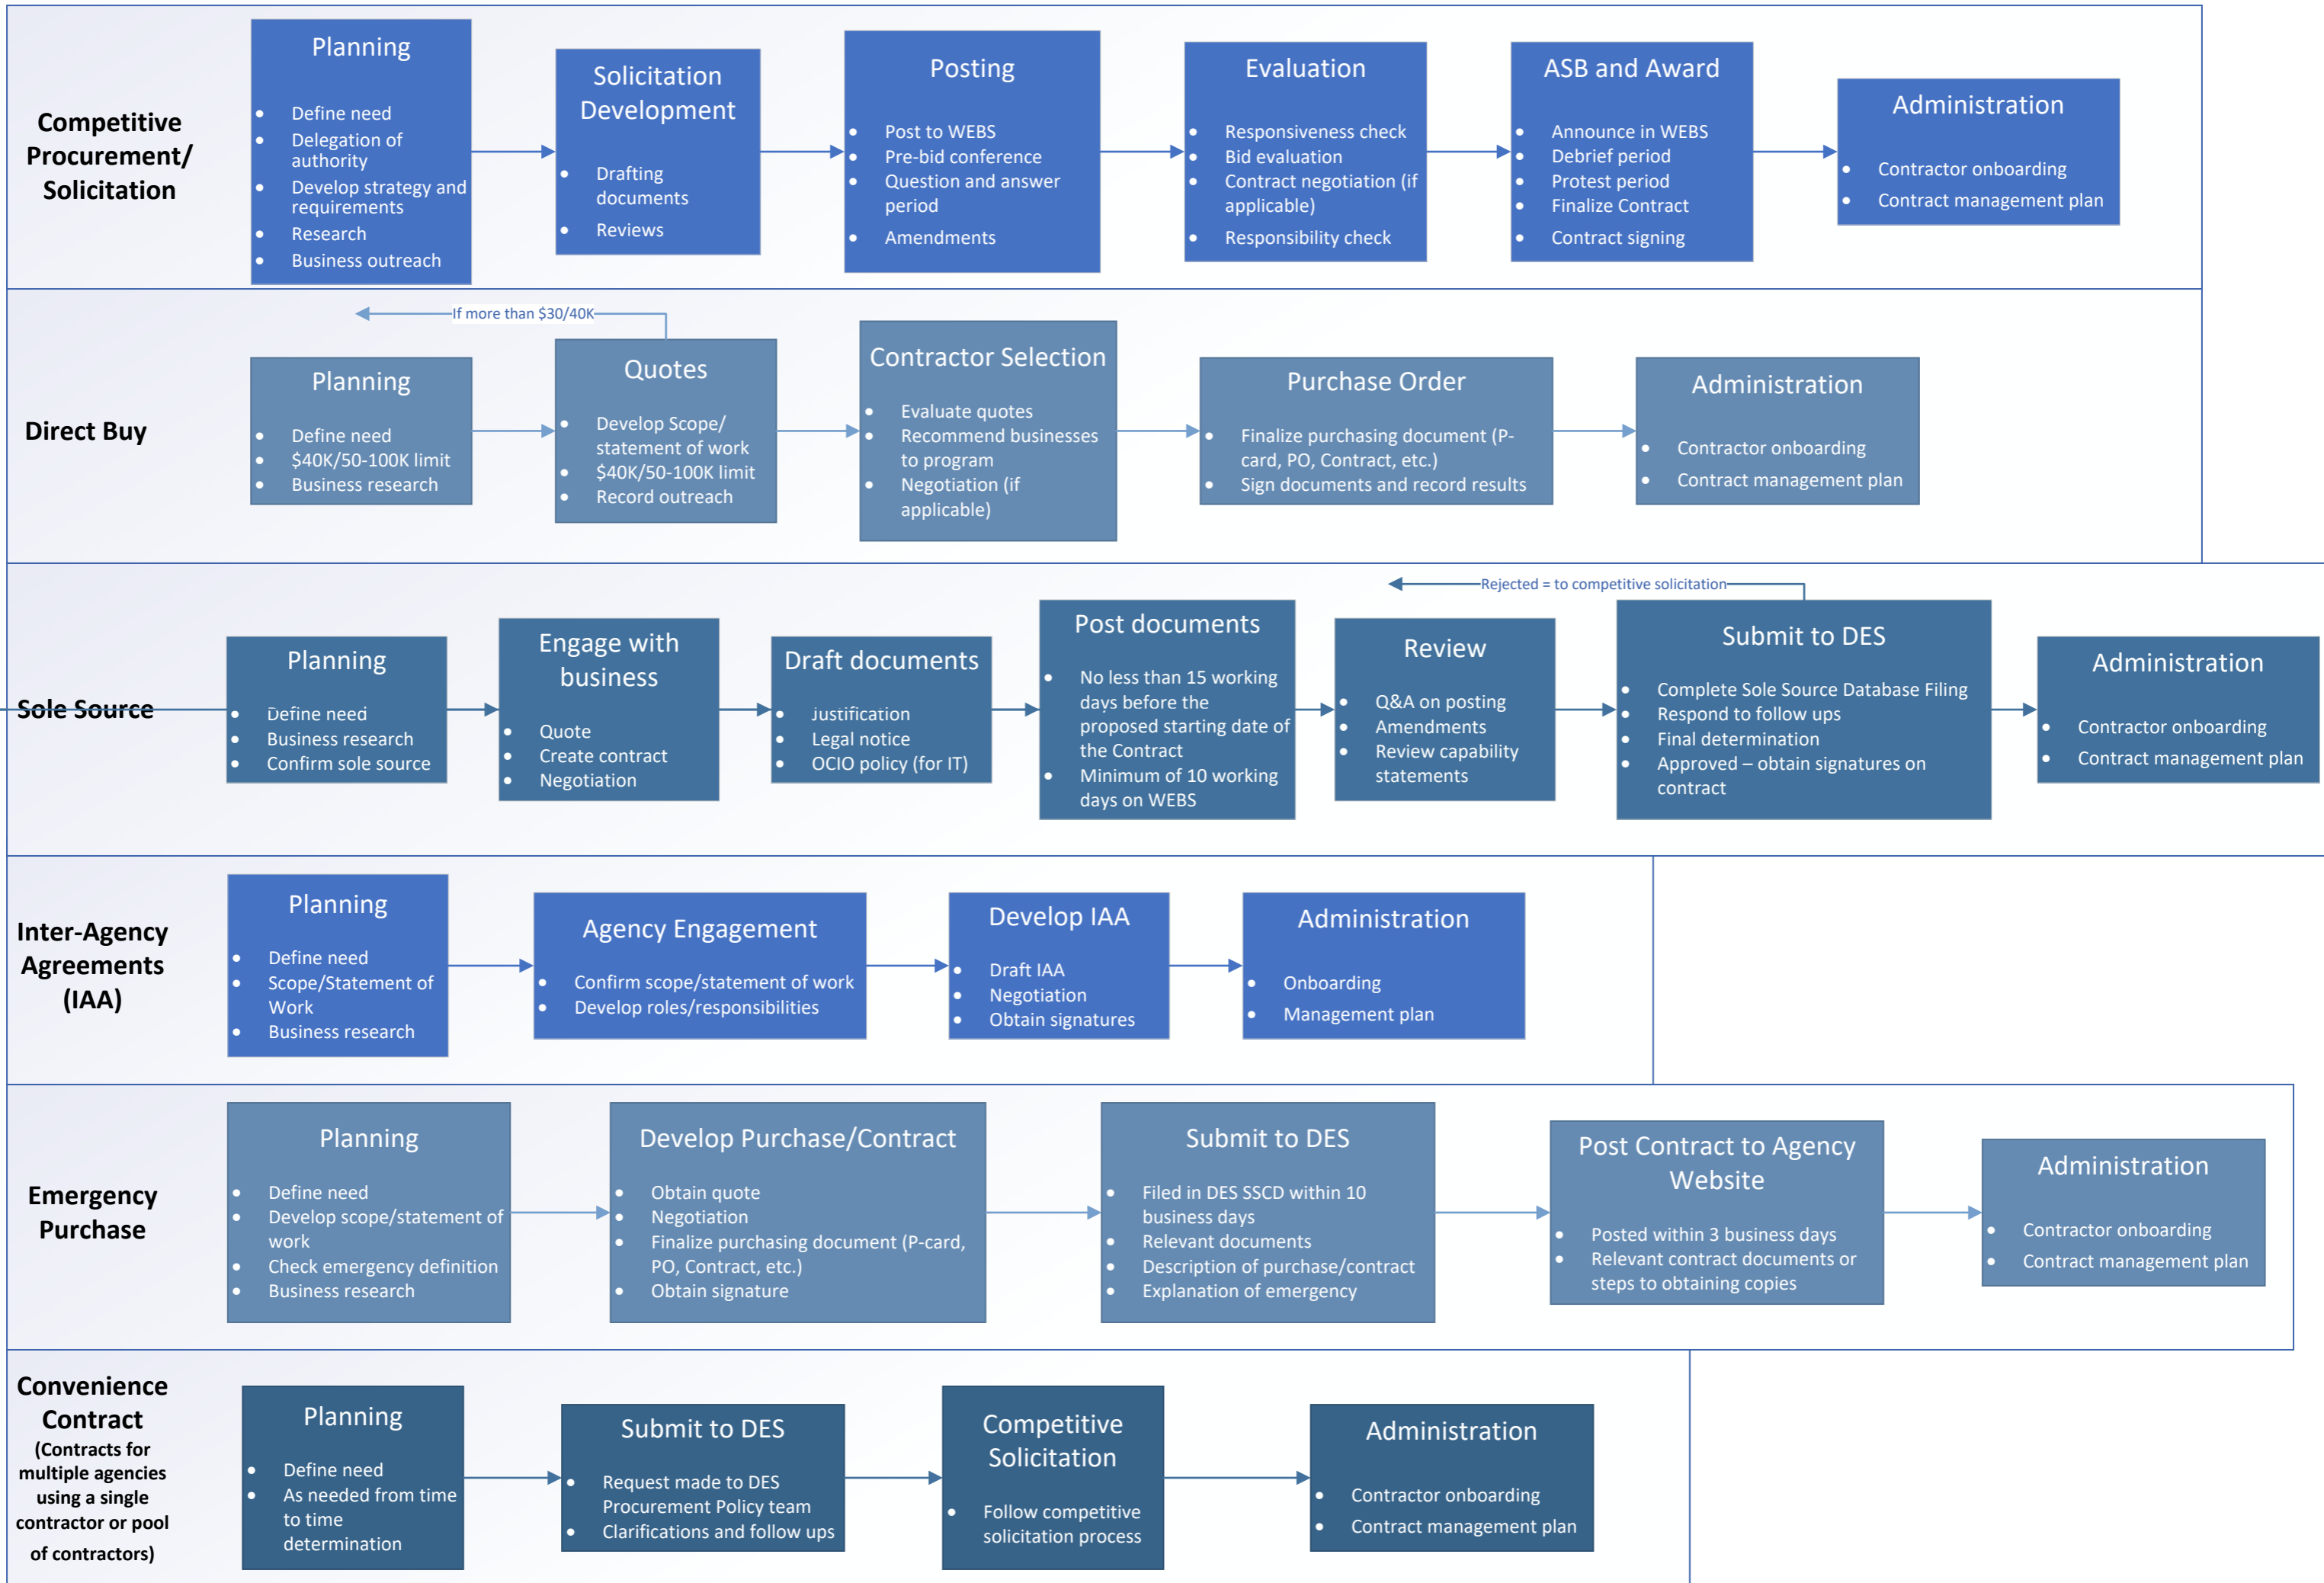 Competitive
Procurement/
Solicitation
Planning
• Define need
• Delegation of
authority
• Develop strategy and
requirements
• Research
• Business outreach
Solicitation
Development
• Drafting
documents
• Reviews
Posting
• Post to WEBS
• Pre-bid conference
• Question and answer
period
• Amendments
Evaluation
• Responsiveness check
• Bid evaluation
• Contract negotiation (if
applicable)
• Responsibility check
ASB and Award
• Announce in WEBS
• Debrief period
• Protest period
• Finalize Contract
• Contract signing
Administration
• Contractor onboarding
• Contract management plan
Direct Buy
If more than $30/40K
Planning
• Define need
• $40K/50-100K limit
• Business research
Quotes
• Develop Scope/
statement of work
• $40K/50-100K limit
• Record outreach
Contractor Selection
• Evaluate quotes
• Recommend businesses
to program
• Negotiation (if
applicable)
Purchase Order
• Finalize purchasing document (P-
card, PO, Contract, etc.)
• Sign documents and record results
Administration
• Contractor onboarding
• Contract management plan
Sole Source
Rejected = to competitive solicitation
Planning
• Define need
• Business research
• Confirm sole source
Engage with
business
• Quote
• Create contract
• Negotiation
Draft documents
• Justification
• Legal notice
• OCIO policy (for IT)
Post documents
• No less than 15 working
days before the
proposed starting date of
the Contract
• Minimum of 10 working
days on WEBS
Review
• Q&A on posting
• Amendments
• Review capability
statements
Submit to DES
• Complete Sole Source Database Filing
• Respond to follow ups
• Final determination
• Approved – obtain signatures on
contract
Administration
• Contractor onboarding
• Contract management plan
Inter-Agency
Agreements
(IAA)
Planning
• Define need
• Scope/Statement of
Work
• Business research
Agency Engagement
• Confirm scope/statement of work
• Develop roles/responsibilities
Develop IAA
• Draft IAA
• Negotiation
• Obtain signatures
Administration
• Onboarding
• Management plan
Emergency
Purchase
Planning
• Define need
• Develop scope/statement of
work
• Check emergency definition
• Business research
Develop Purchase/Contract
• Obtain quote
• Negotiation
• Finalize purchasing document (P-card,
PO, Contract, etc.)
• Obtain signature
Submit to DES
• Filed in DES SSCD within 10
business days
• Relevant documents
• Description of purchase/contract
• Explanation of emergency
Post Contract to Agency
Website
• Posted within 3 business days
• Relevant contract documents or
steps to obtaining copies
Administration
• Contractor onboarding
• Contract management plan
Convenience
Contract
(Contracts for
multiple agencies
using a single
contractor or pool
of contractors)
Planning
• Define need
• As needed from time
to time
determination
Submit to DES
• Request made to DES
Procurement Policy team
• Clarifications and follow ups
Competitive
Solicitation
• Follow competitive
solicitation process
Administration
• Contractor onboarding
• Contract management plan